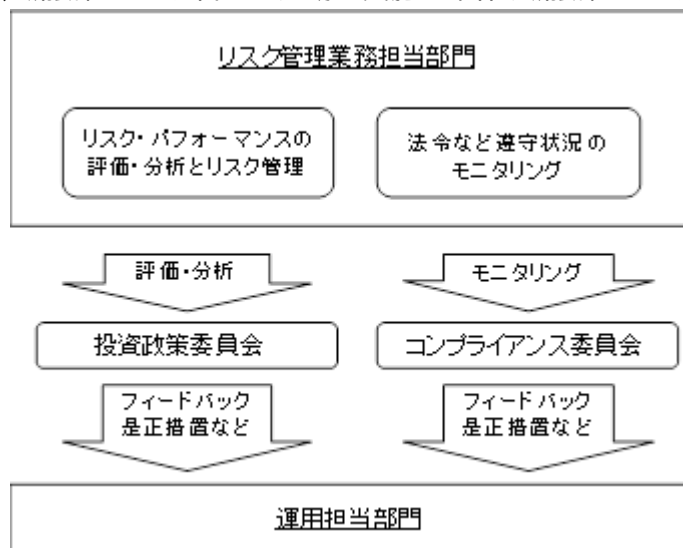 リスク管理業務担当部門
リスク・パフォーマンスの
評価・分析とリスク管理
法令など遵守状況の
モニタリング
評価・分析
モニタリング
投資政策委員会
コンプライアンス委員会
フィードバック
是正措置など
フィードバック
是正措置など
運用担当部門